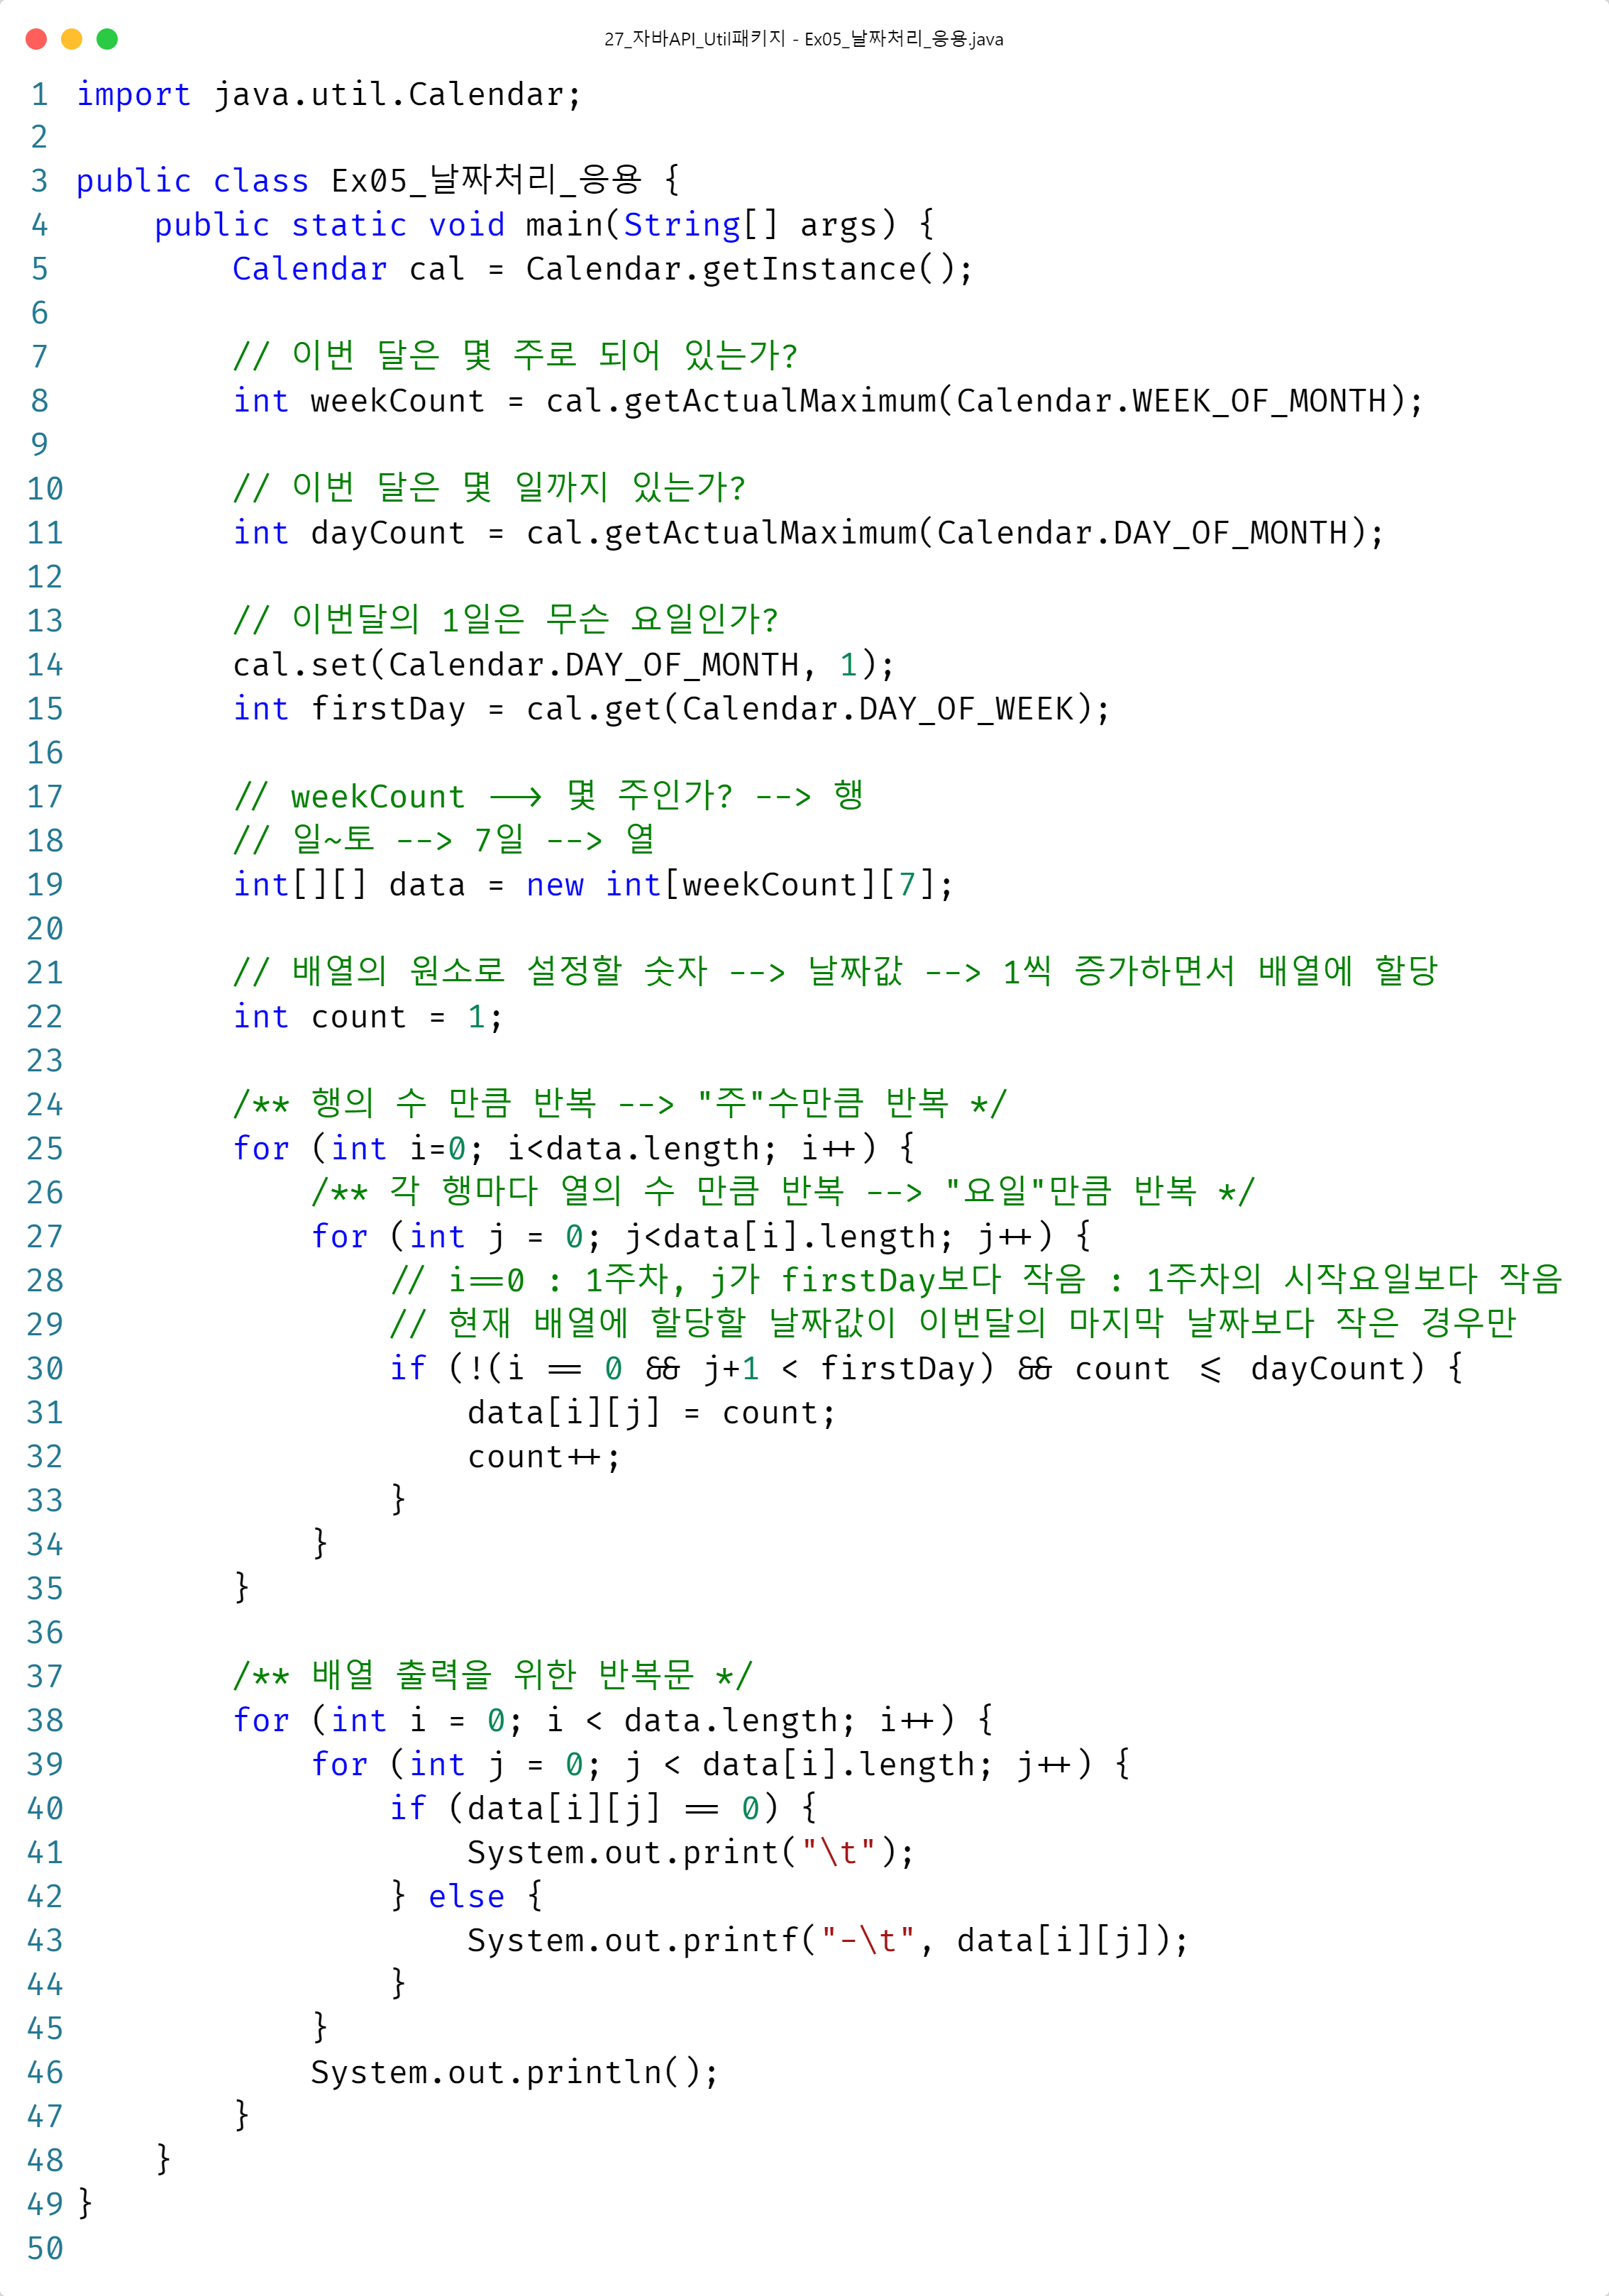 27_자바API_Util패키지 - Ex05_날짜처리_응용.java
1 import java.util.Calendar;
2
3 public class Ex05_날짜처리_응용 {
4     public static void main(String[] args) {
5         Calendar cal = Calendar.getInstance();
6
7         // 이번 달은 몇 주로 되어 있는가?
8         int weekCount = cal.getActualMaximum(Calendar.WEEK_OF_MONTH);
9
10         // 이번 달은 몇 일까지 있는가?
11         int dayCount = cal.getActualMaximum(Calendar.DAY_OF_MONTH);
12
13         // 이번달의 1일은 무슨 요일인가?
14         cal.set(Calendar.DAY_OF_MONTH, 1);
15         int firstDay = cal.get(Calendar.DAY_OF_WEEK);
16
17         // weekCount --> 몇 주인가? --> 행
18         // 일~토 --> 7일 --> 열
19         int[][] data = new int[weekCount][7];
20
21         // 배열의 원소로 설정할 숫자 --> 날짜값 --> 1씩 증가하면서 배열에 할당
22         int count = 1;
23
24         /** 행의 수 만큼 반복 --> "주"수만큼 반복 */
25         for (int i=0; i<data.length; i++) {
26             /** 각 행마다 열의 수 만큼 반복 --> "요일"만큼 반복 */
27             for (int j = 0; j<data[i].length; j++) {
28                 // i==0 : 1주차, j가 firstDay보다 작음 : 1주차의 시작요일보다 작음
29                 // 현재 배열에 할당할 날짜값이 이번달의 마지막 날짜보다 작은 경우만
30                 if (!(i == 0 && j+1 < firstDay) && count <= dayCount) {
31                     data[i][j] = count;
32                     count++;
33                 }
34             }
35         }
36
37         /** 배열 출력을 위한 반복문 */
38         for (int i = 0; i < data.length; i++) {
39             for (int j = 0; j < data[i].length; j++) {
40                 if (data[i][j] == 0) {
41                     System.out.print("\t");
42                 } else {
43                     System.out.printf("-\t", data[i][j]);
44                 }
45             }
46             System.out.println();
47         }
48     }
49 }
50